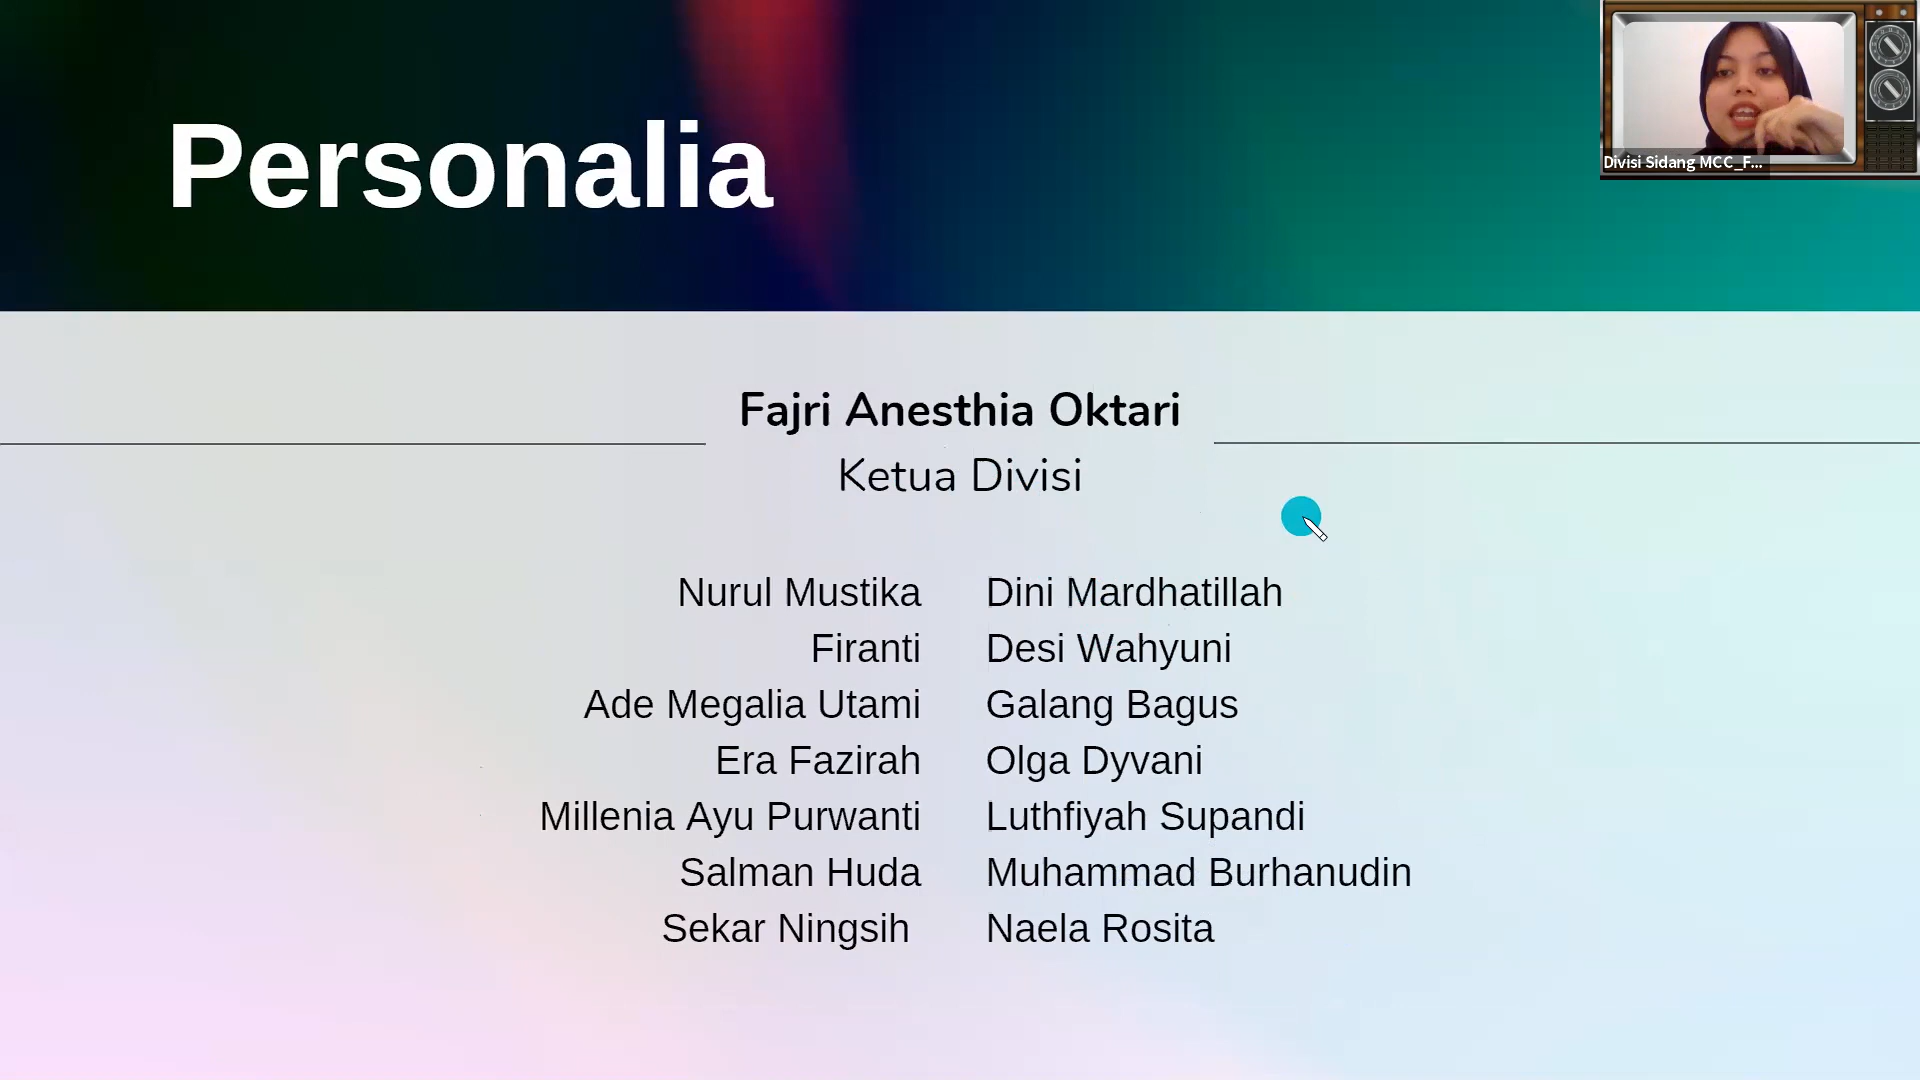 Personalia
Divisi Sidang MCC_F...
Fajri Anesthia Oktari
Ketua Divisi
Nurul Mustika
Firanti
Ade Megalia Utami
Era Fazirah
Millenia Ayu Purwanti
Salman Huda
Sekar Ningsih
Dini Mardhatillah
Desi Wahyuni
Galang Bagus
Olga Dyvani
Luthfiyah Supandi
Muhammad Burhanudin
Naela Rosita